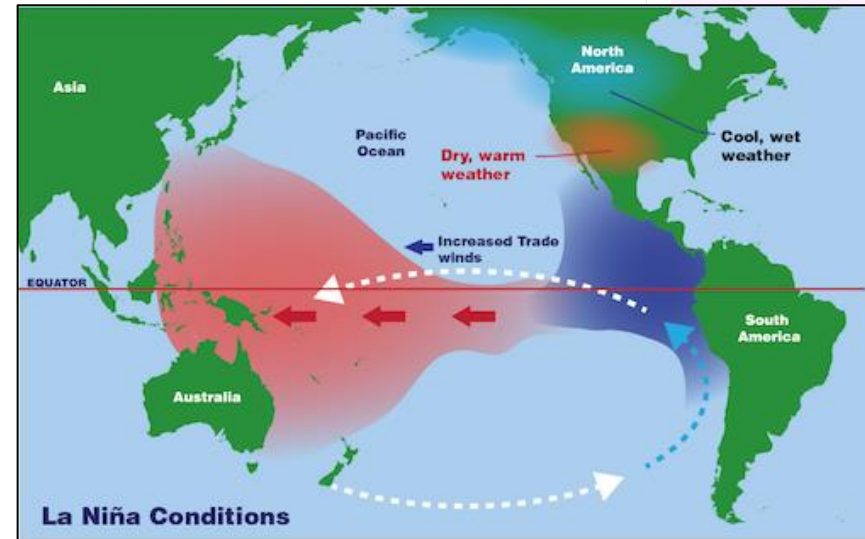 North
America
Asia
Pacific
Ocean
Cool, wet
weather
Dry, warm
weather
Increased Trade
winds
EQUATOR
South
America
Australia
La Niña Conditions